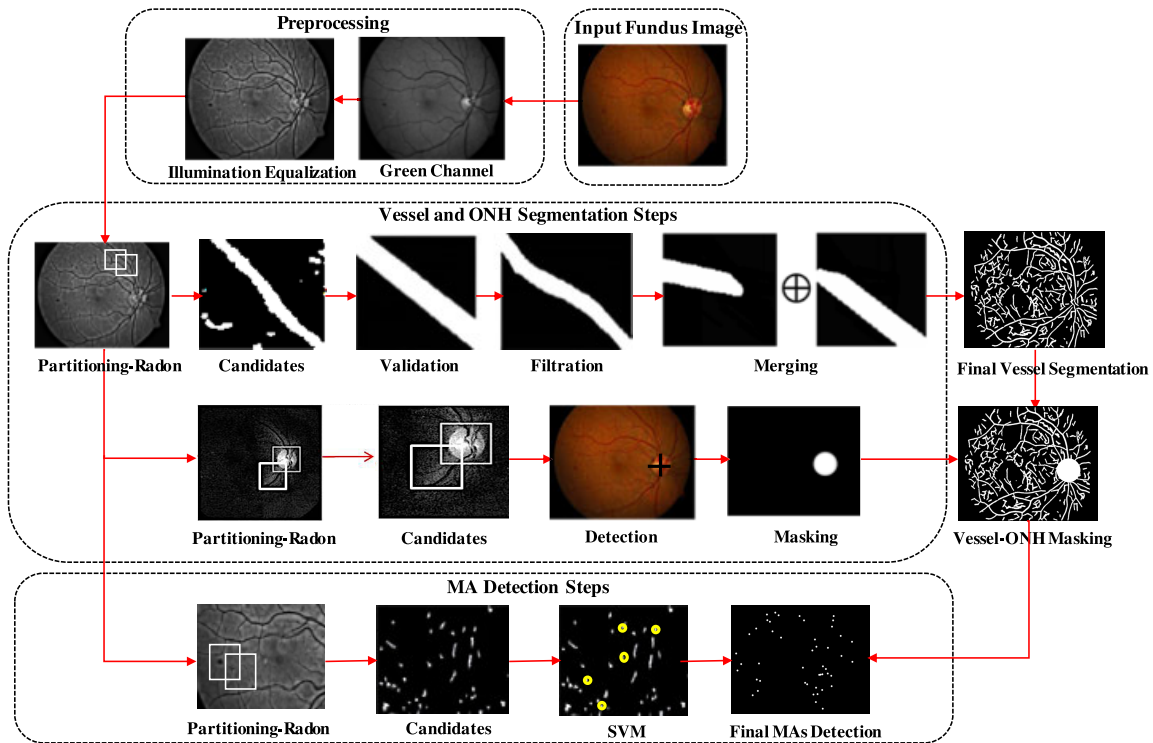 Preprocessing
Input Fundus Image
Illumination Equalization
Green Channel
Vessel and ONH Segmentation Steps
Partitioning-Radon
Candidates
Validation
Filtration
Merging
Final Vessel Segmentation
Partitioning-Radon
Candidates
Detection
Masking
Vessel-ONH Masking
MA Detection Steps
Partitioning-Radon
Candidates
SVM
Final MAs Detection